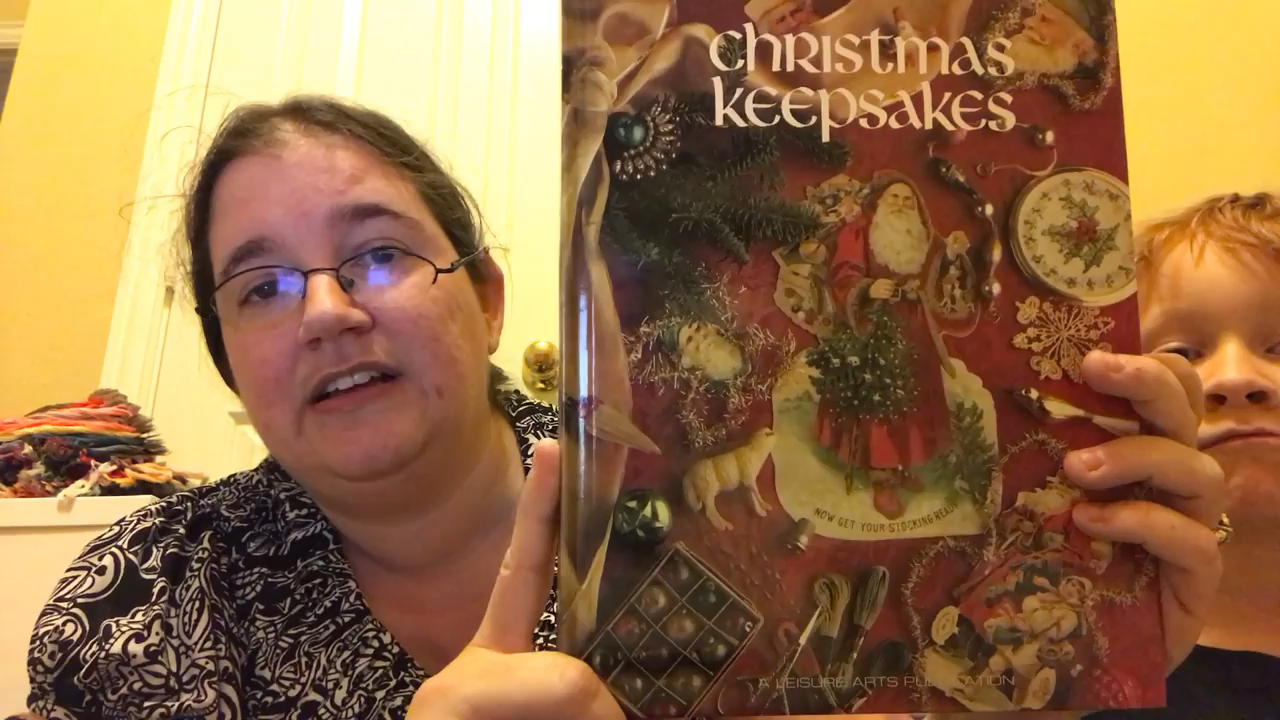 Christmas
keepsakes
NOW GET YOUR STOCKING READY
A LEISURE ARTS PUBLICATION